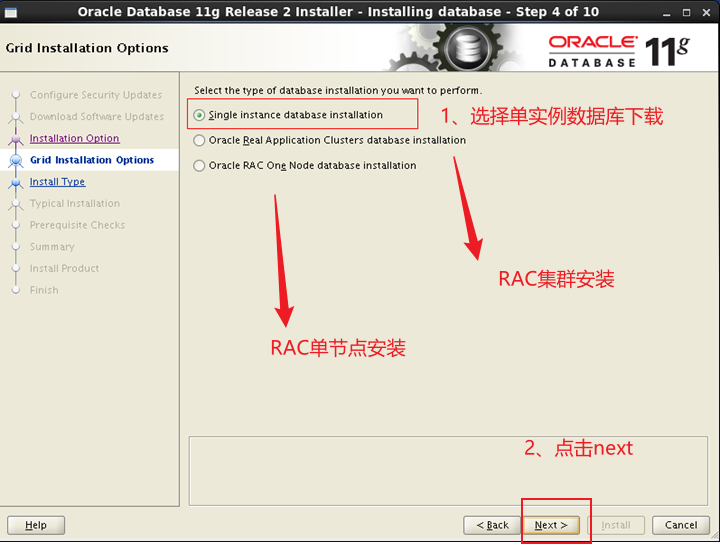 Oracle Database 11g Release 2 Installer - Installing database - Step 4 of 10
Grid Installation Options
ORACLE
DATABASE 11g
Configure Security Updates
Download Software Updates
Installation Option
Grid Installation Options
Install Type
Typical Installation
Prerequisite Checks
Summary
Install Product
Finish
Select the type of database installation you want to perform.
Single instance database installation
1、选择单实例数据库下载
Oracle Real Application Clusters database installation
Oracle RAC One Node database installation
RAC集群安装
RAC单节点安装
2、点击next
Help
< Back
Next >
Install
Cancel